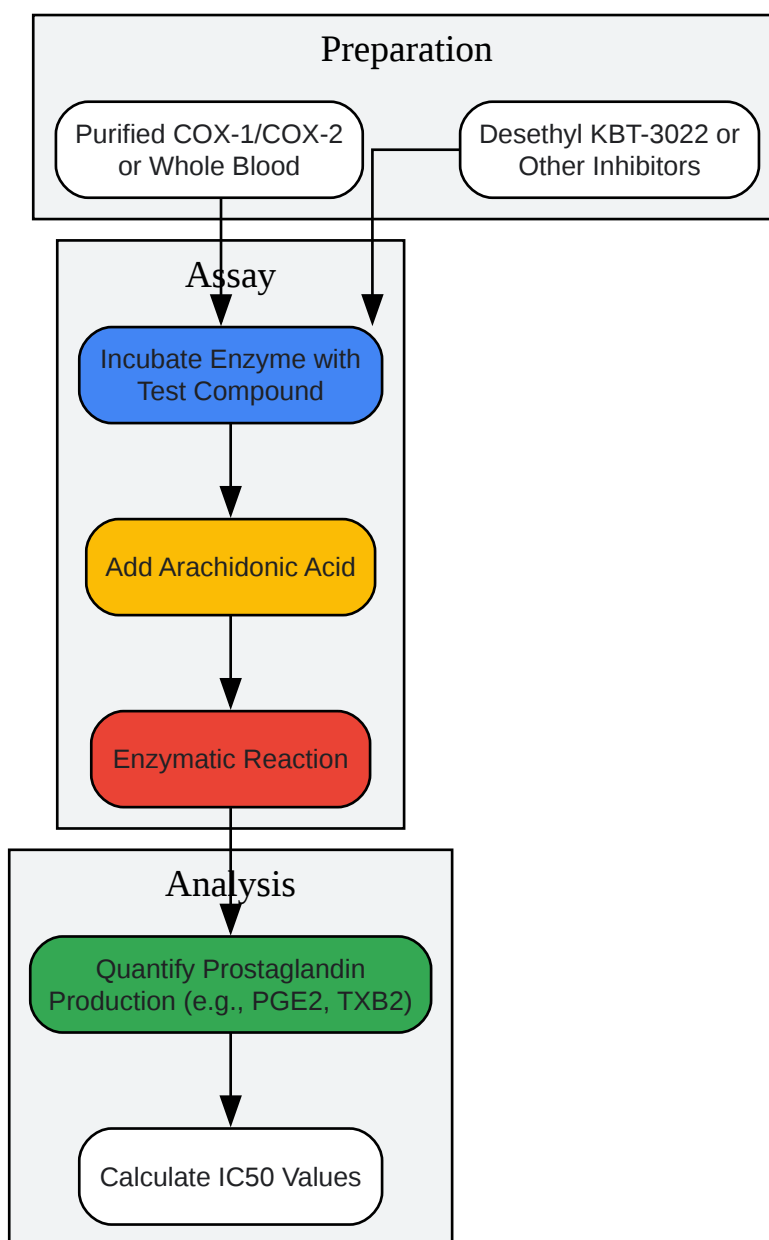 Preparation
Purified COX-1/COX-2
or Whole Blood
Desethyl KBT-3022 or
Other Inhibitors
Assay
Incubate Enzyme with
Test Compound
Add Arachidonic Acid
Enzymatic Reaction
Analysis
Quantify Prostaglandin
Production (e.g., PGE2, TXB2)
Calculate IC50 Values